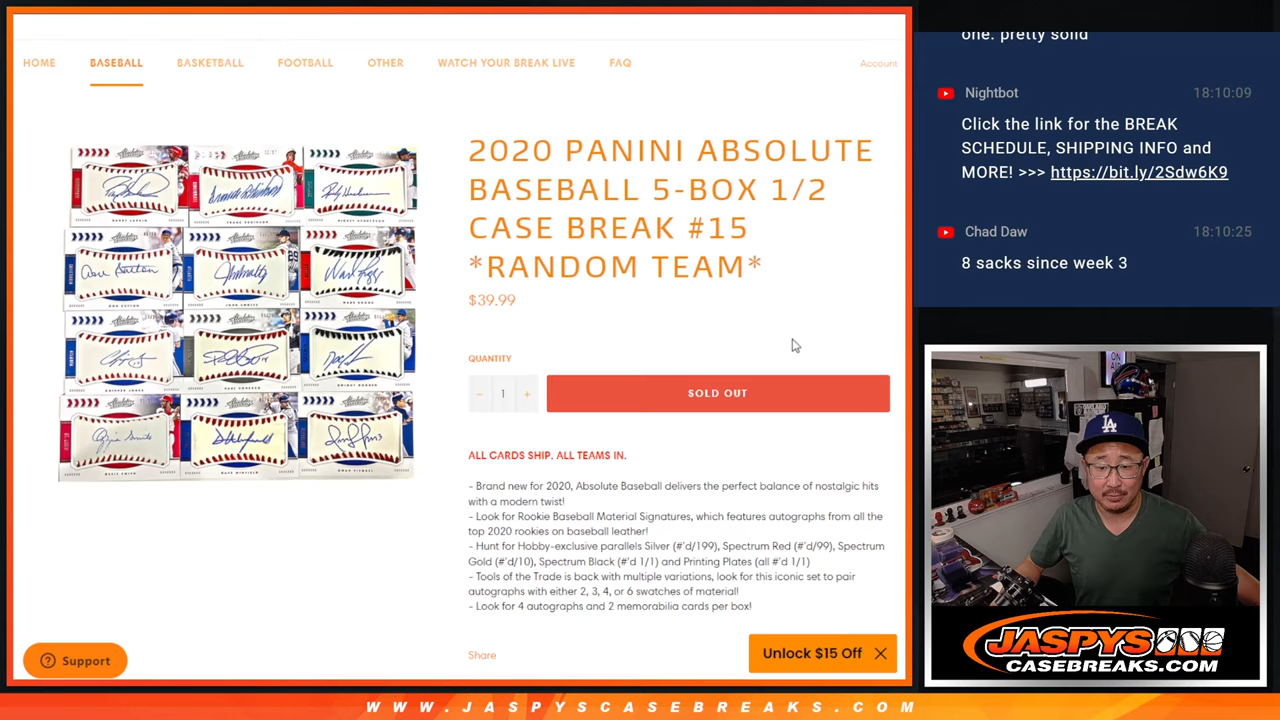 HOME BASEBALL BASKETBALL FOOTBALL OTHER WATCH YOUR BREAK LIVE FAQ Account
2020 PANINI ABSOLUTE
BASEBALL 5-BOX 1/2
CASE BREAK #15
*RANDOM TEAM*
$39.99
QUANTITY
− 1 +
SOLD OUT
ALL CARDS SHIP. ALL TEAMS IN.
- Brand new for 2020, Absolute Baseball delivers the perfect balance of nostalgic hits
with a modern twist!
- Look for Rookie Baseball Material Signatures, which features autographs from all the
top 2020 rookies on baseball leather!
- Hunt for Hobby-exclusive parallels Silver (#'d/199), Spectrum Red (#'d/99), Spectrum
Gold (#'d/10), Spectrum Black (#'d 1/1) and Printing Plates (all #'d 1/1)
- Tools of the Trade is back with multiple variations, look for this iconic set to pair
autographs with either 2, 3, 4, or 6 swatches of material!
- Look for 4 autographs and 2 memorabilia cards per box!
Share
Support
Unlock $15 Off
one. pretty solid
Nightbot 18:10:09
Click the link for the BREAK
SCHEDULE, SHIPPING INFO and
MORE! >>> https://bit.ly/2Sdw6K9
Chad Daw 18:10:25
8 sacks since week 3
ON
LA
JASPYS
CASEBREAKS.COM
WWW.JASPYSCASEBREAKS.COM